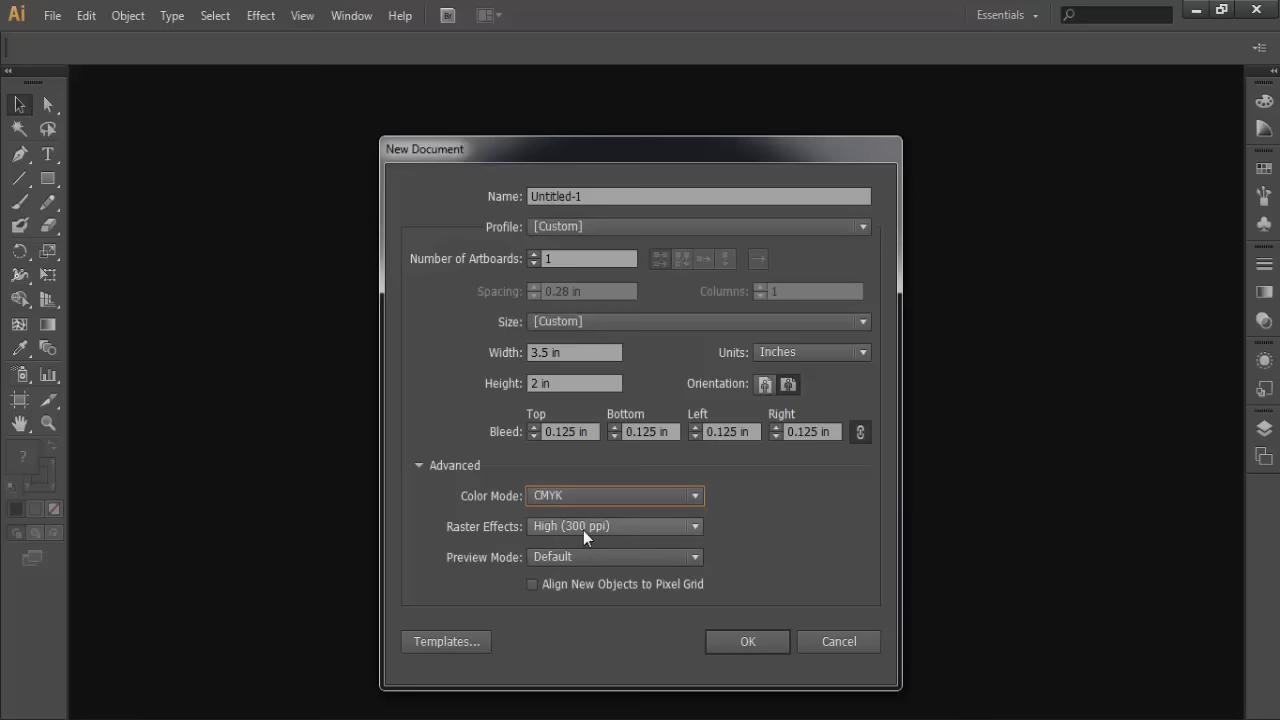 Ai File Edit Object Type Select Effect View Window Help Br Essentials
New Document
Name: Untitled-1
Profile: [Custom]
Number of Artboards: 1
Spacing: 0.28 in Columns: 1
Size: [Custom]
Width: 3.5 in Units: Inches
Height: 2 in Orientation:
Top Bottom Left Right
Bleed: 0.125 in 0.125 in 0.125 in 0.125 in
Advanced
Color Mode: CMYK
Raster Effects: High (300 ppi)
Preview Mode: Default
Align New Objects to Pixel Grid
Templates... OK Cancel
T
?